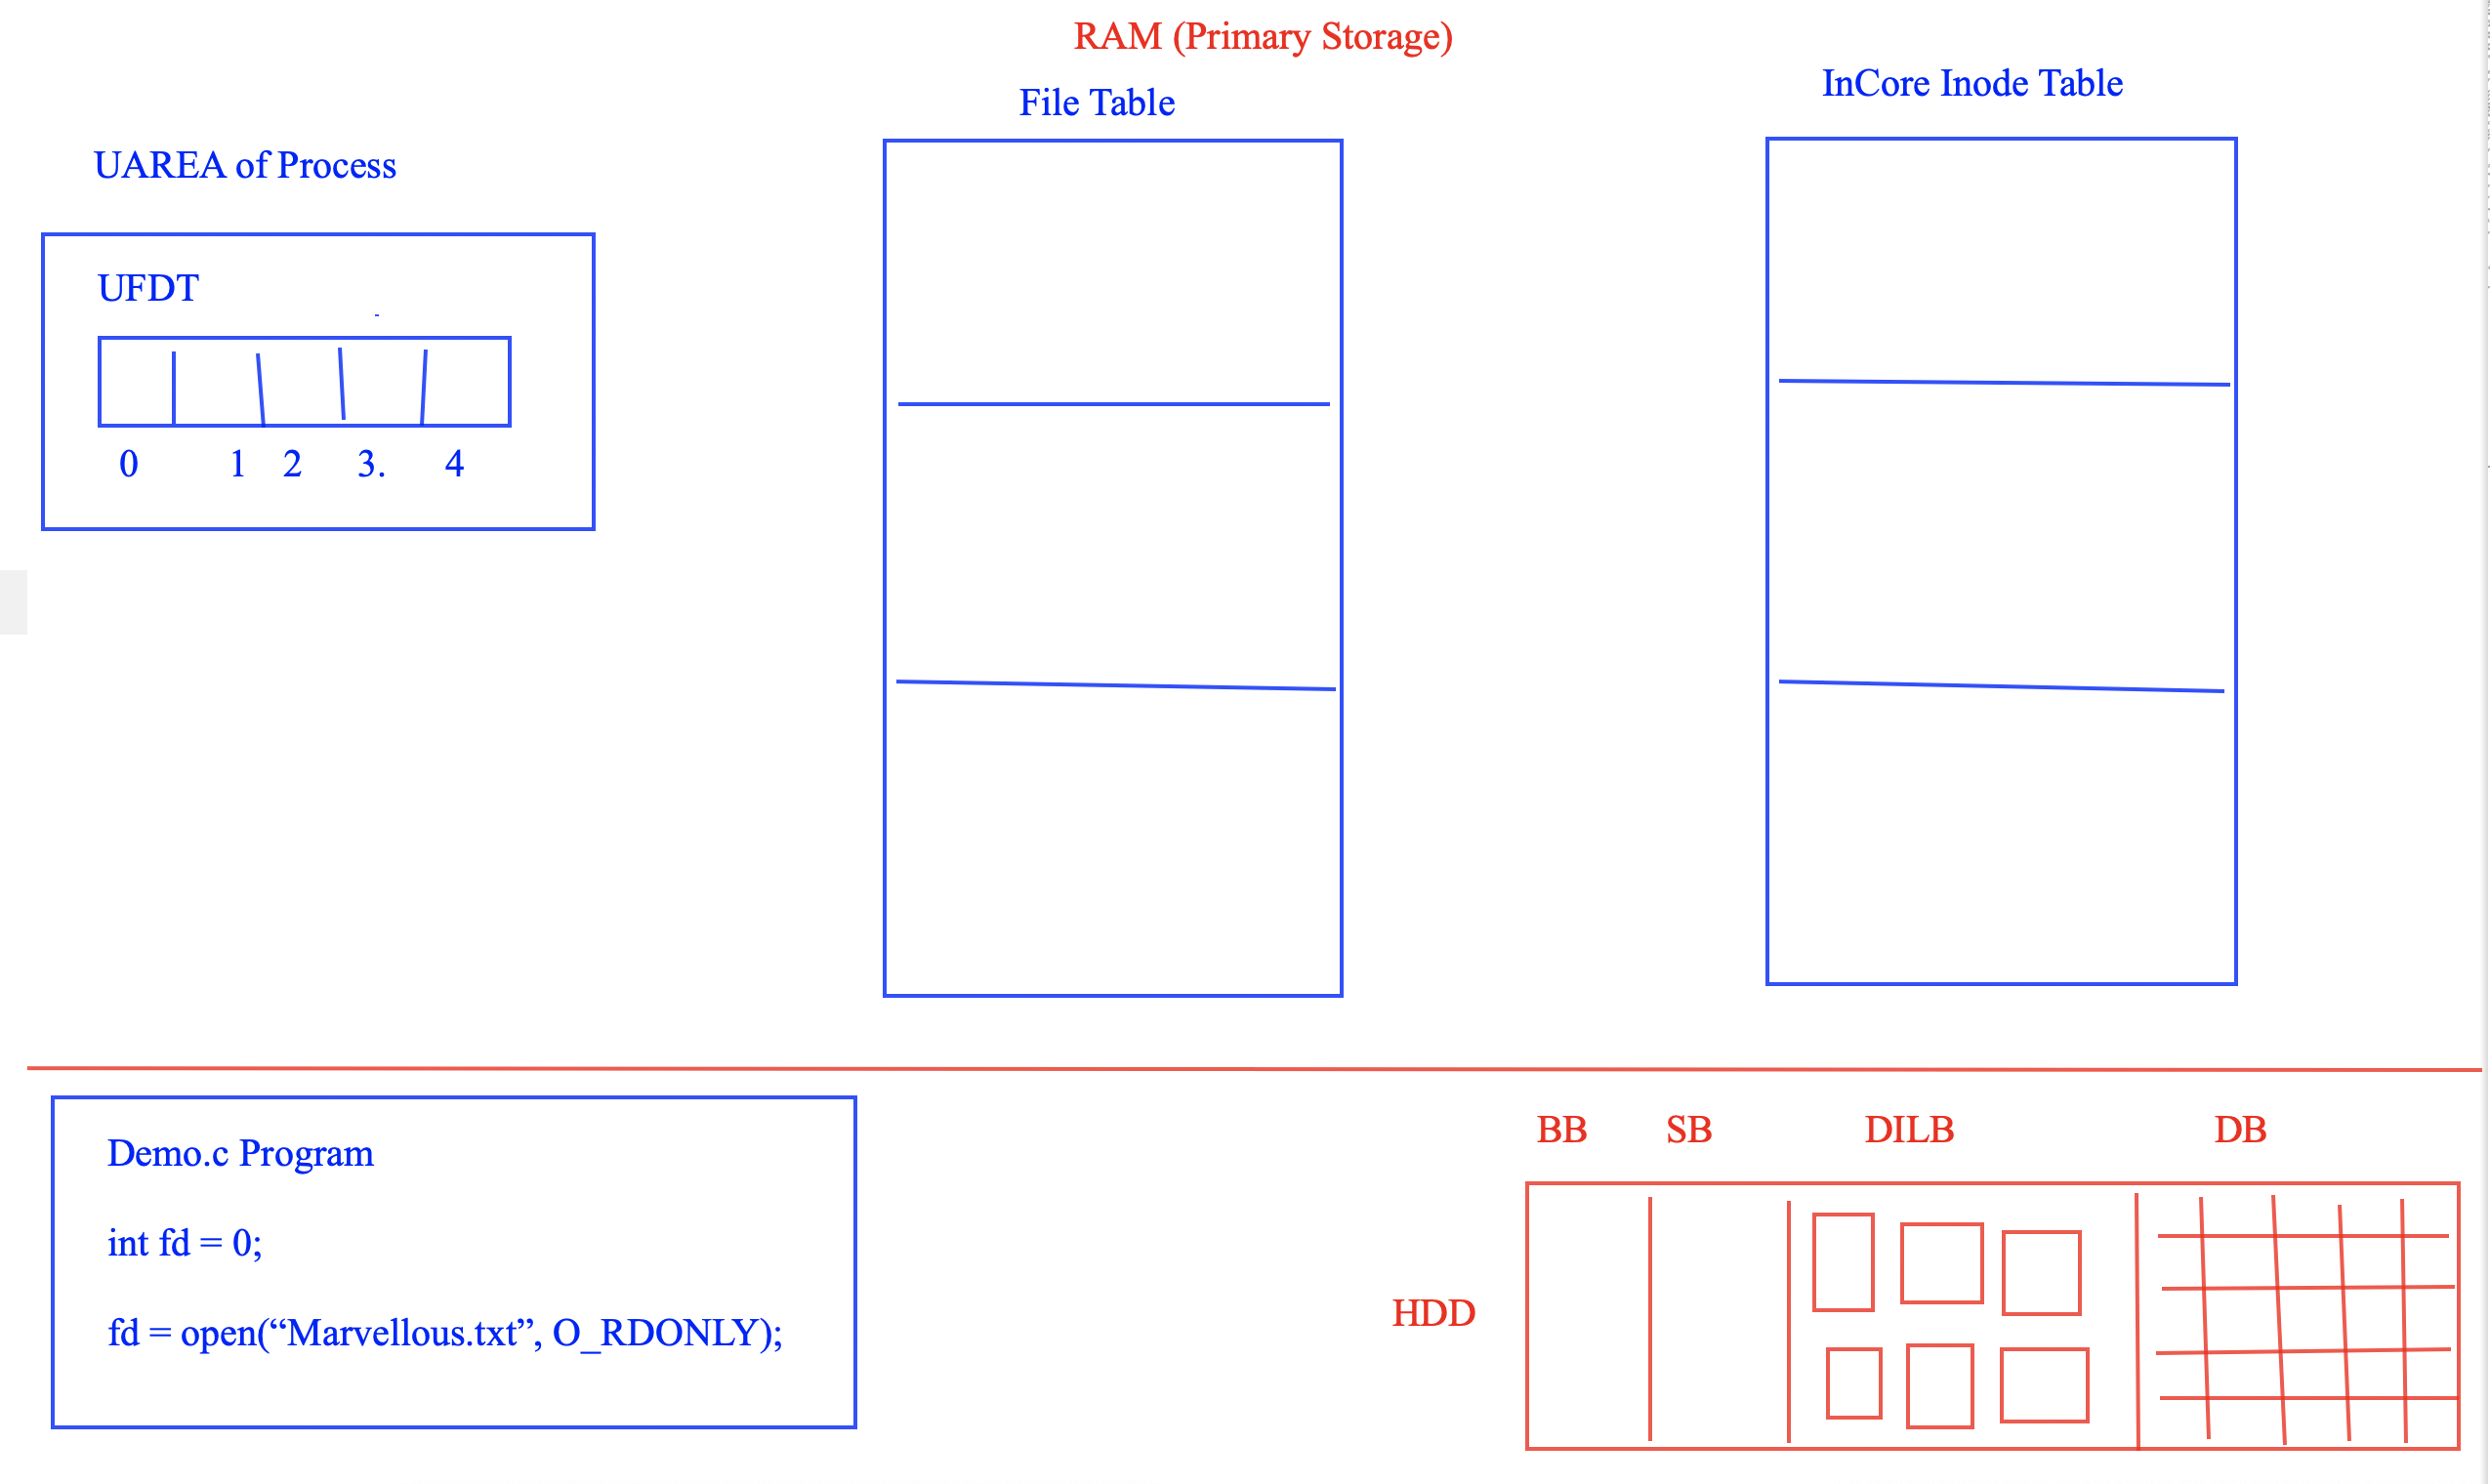 RAM (Primary Storage)
File Table
InCore Inode Table
UAREA of Process
UFDT
0 1 2 3. 4
Demo.c Program
int fd = 0;
fd = open(“Marvellous.txt”, O_RDONLY);
BB SB DILB DB
HDD